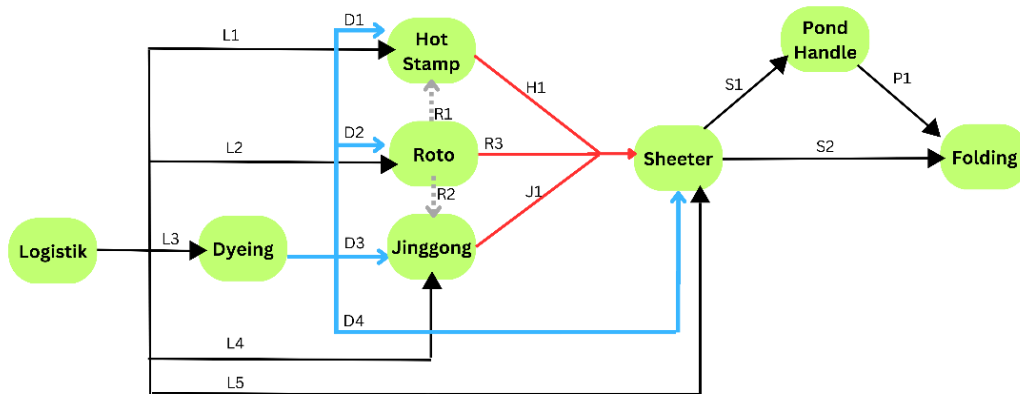 D1
Pond
Handle
L1
Hot
Stamp
H1
S1
P1
R1
D2
L2
Roto
R3
Sheeter
S2
Folding
R2
J1
Logistik
L3
Dyeing
D3
Jinggong
D4
L4
L5